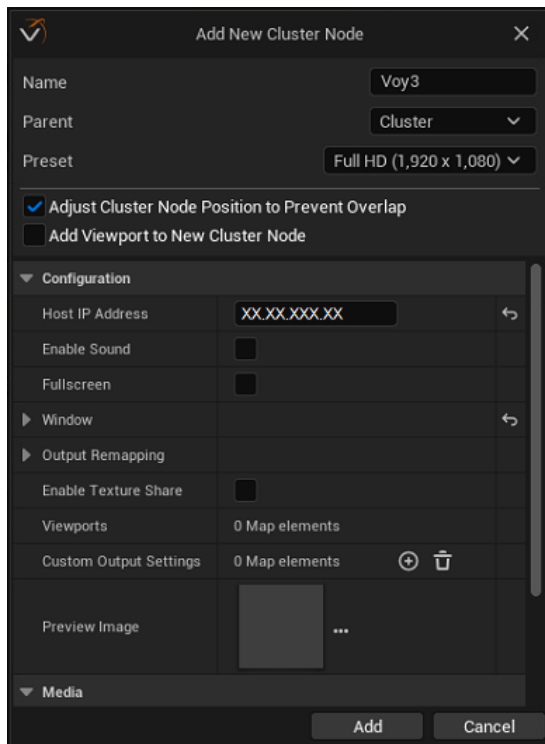 Add New Cluster Node
Name Voy3
Parent Cluster
Preset Full HD (1,920 x 1,080)
Adjust Cluster Node Position to Prevent Overlap
Add Viewport to New Cluster Node
Configuration
Host IP Address XX.XX.XXX.XX
Enable Sound
Fullscreen
Window
Output Remapping
Enable Texture Share
Viewports 0 Map elements
Custom Output Settings 0 Map elements
Preview Image
Media
Add Cancel